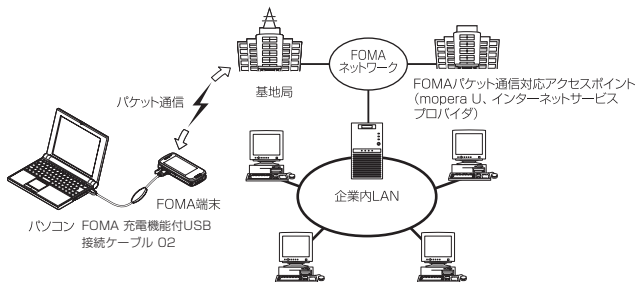 FOMA
ネットワーク
基地局
FOMAパケット通信対応アクセスポイント
（mopera U、インターネットサービス
プロバイダ）
パケット通信
FOMA端末
企業内LAN
パソコン
FOMA 充電機能付USB
接続ケーブル 02